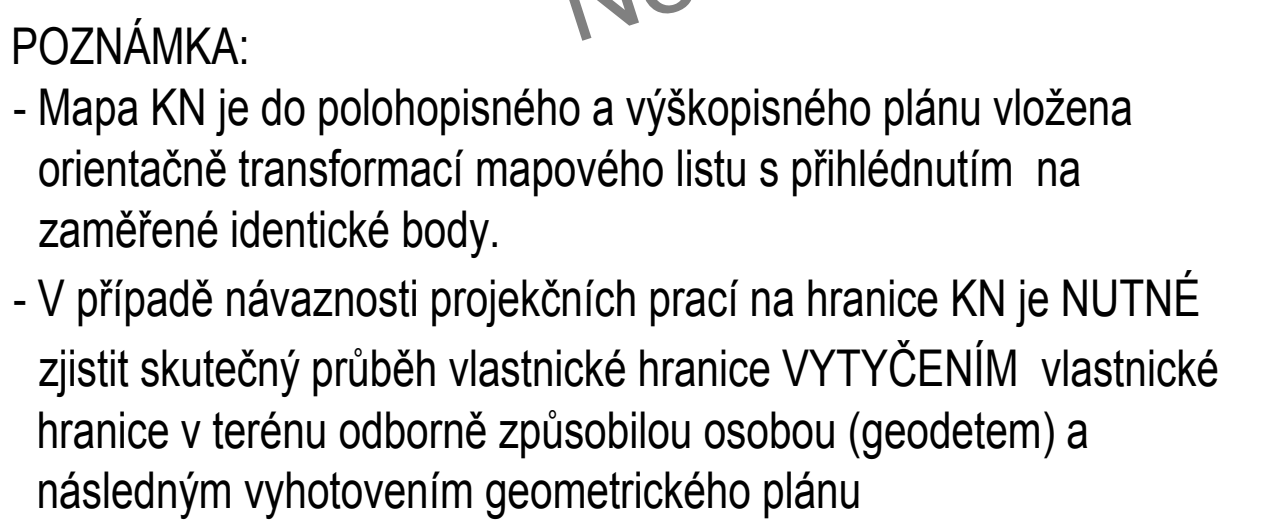 POZNÁMKA:
- Mapa KN je do polohopisného a výškopisného plánu vložena
orientačně transformací mapového listu s přihlédnutím  na
zaměřené identické body.
- V případě návaznosti projekčních prací na hranice KN je NUTNÉ
zjistit skutečný průběh vlastnické hranice VYTYČENÍM  vlastnické
hranice v terénu odborně způsobilou osobou (geodetem) a
následným vyhotovením geometrického plánu